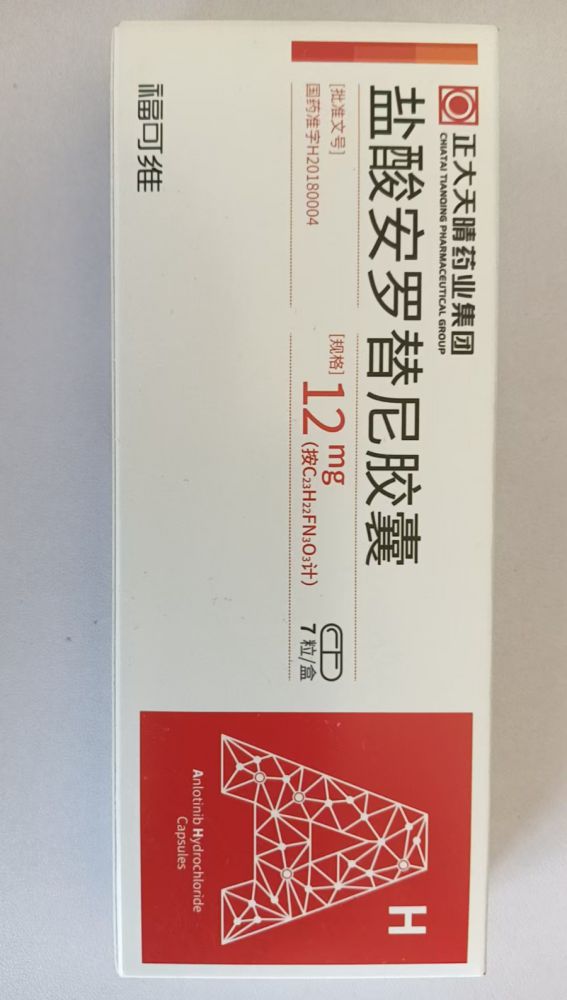 正大天晴药业集团
CHIATAI TIANQING PHARMACEUTICAL GROUP
盐酸安罗替尼胶囊
[批准文号]
国药准字H20180004
[规格]
12 mg
(按C₂₃H₂₂FN₃O₃计)
7粒/盒
福可维
H
Anlotinib Hydrochloride
Capsules